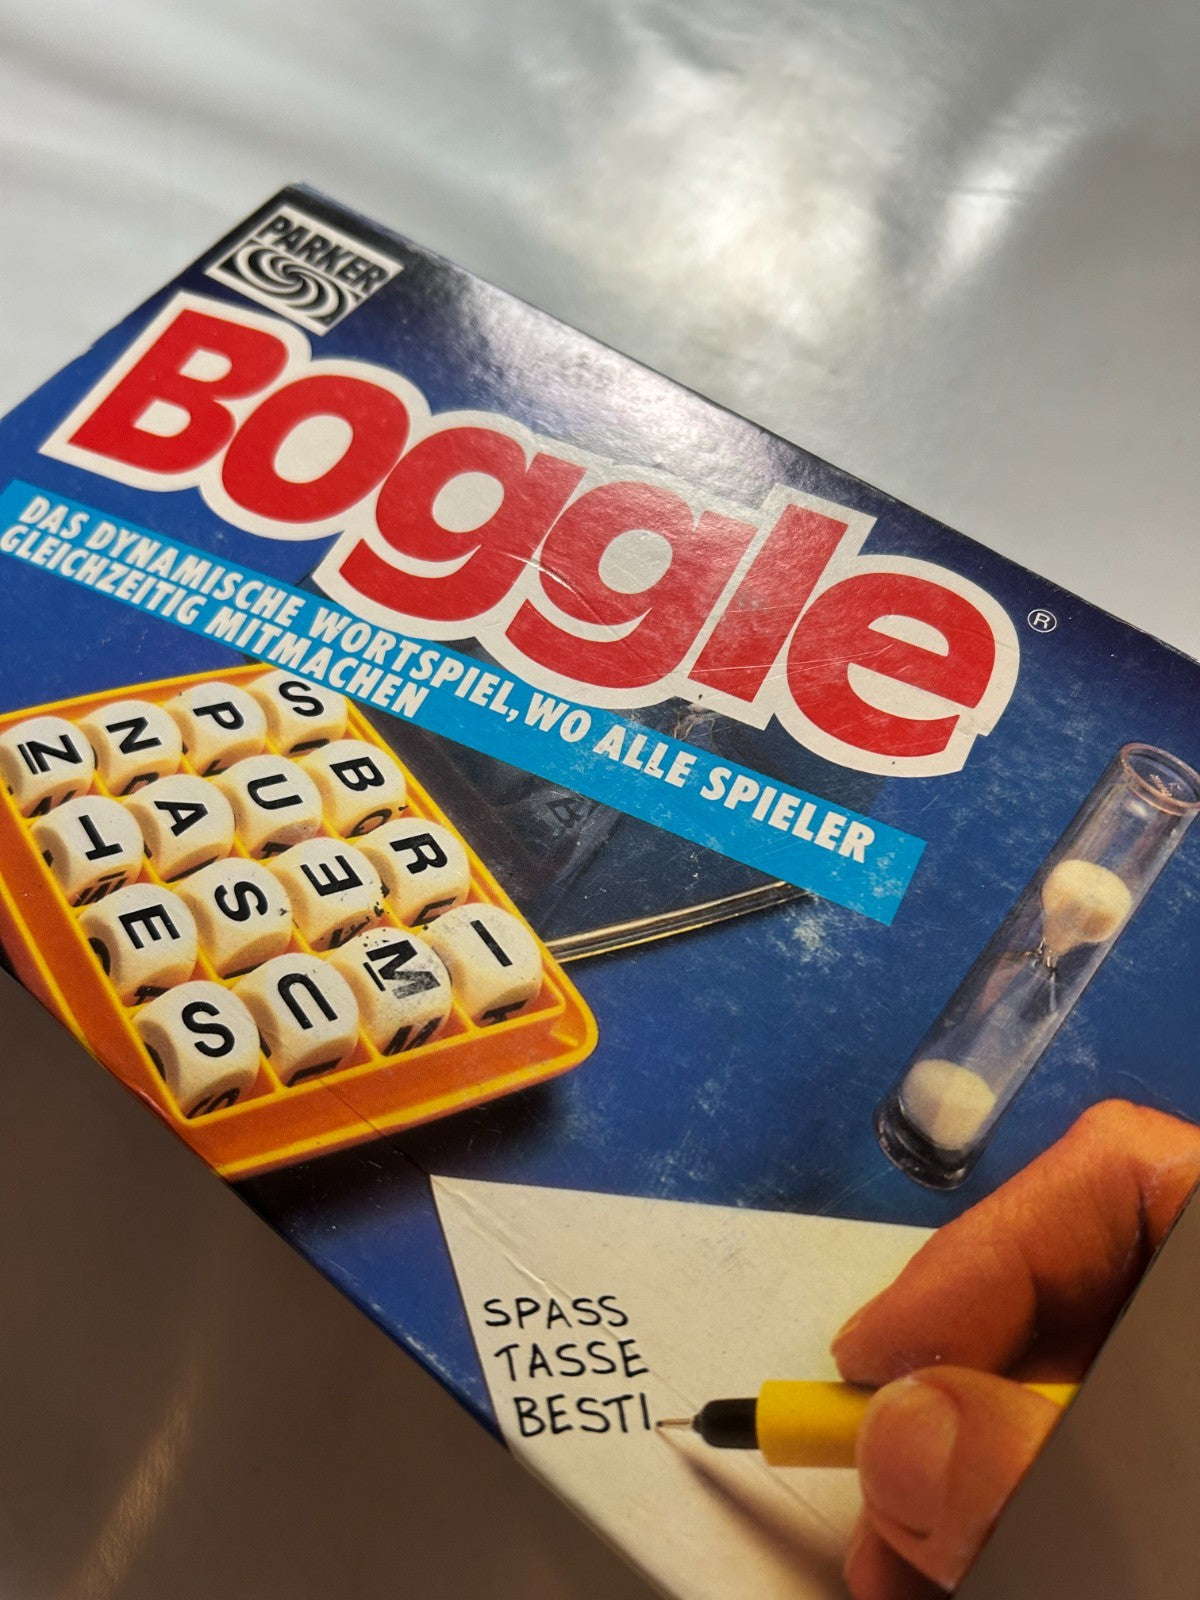 PARKER
Boggle®
DAS DYNAMISCHE WORTSPIEL, WO ALLE SPIELER
GLEICHZEITIG MITMACHEN
Z N P S
T A U B
E S E R
S U M I
SPASS
TASSE
BESTI